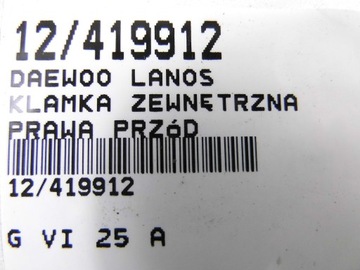 12/419912
DAEWOO LANOS
KLAMKA ZEWNĘTRZNA
PRAWA PRZóD
12/419912
G VI 25 A